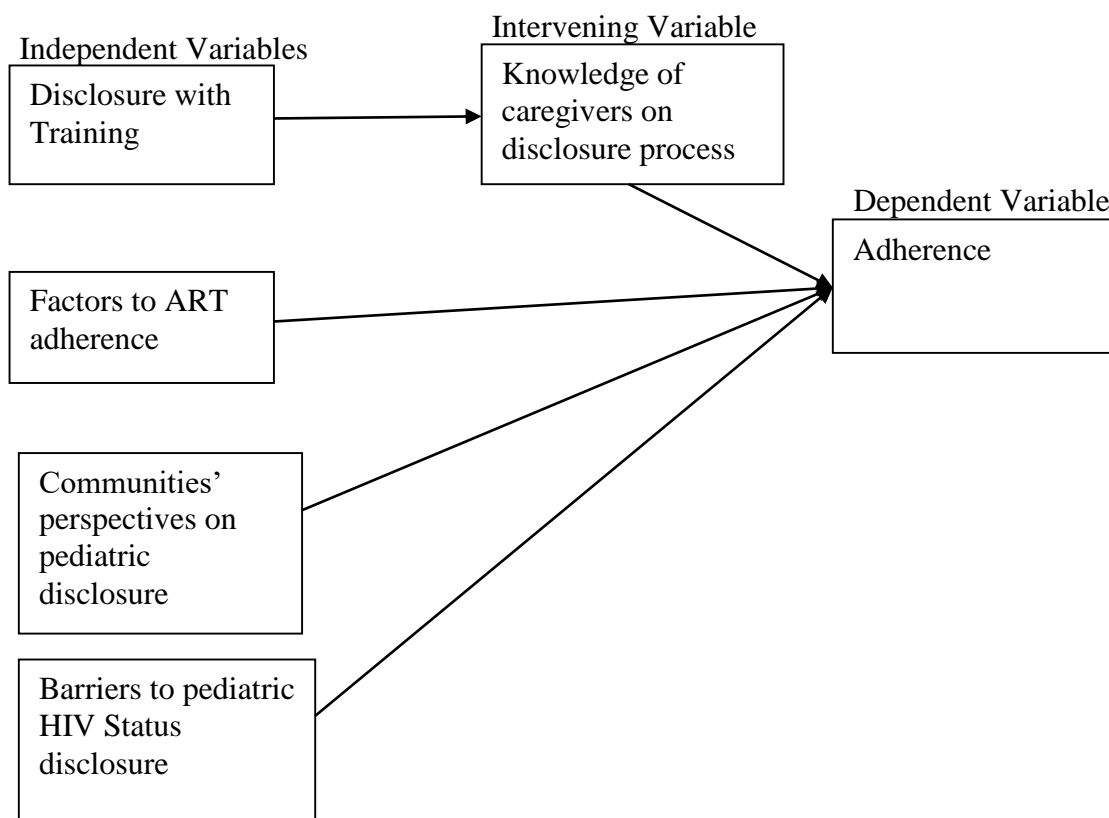 Independent Variables
Disclosure with
Training
Intervening Variable
Knowledge of
caregivers on
disclosure process
Dependent Variable
Adherence
Factors to ART
adherence
Communities’
perspectives on
pediatric
disclosure
Barriers to pediatric
HIV Status
disclosure